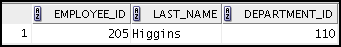 EMPLOYEE_ID LAST_NAME DEPARTMENT_ID
1 205 Higgins 110